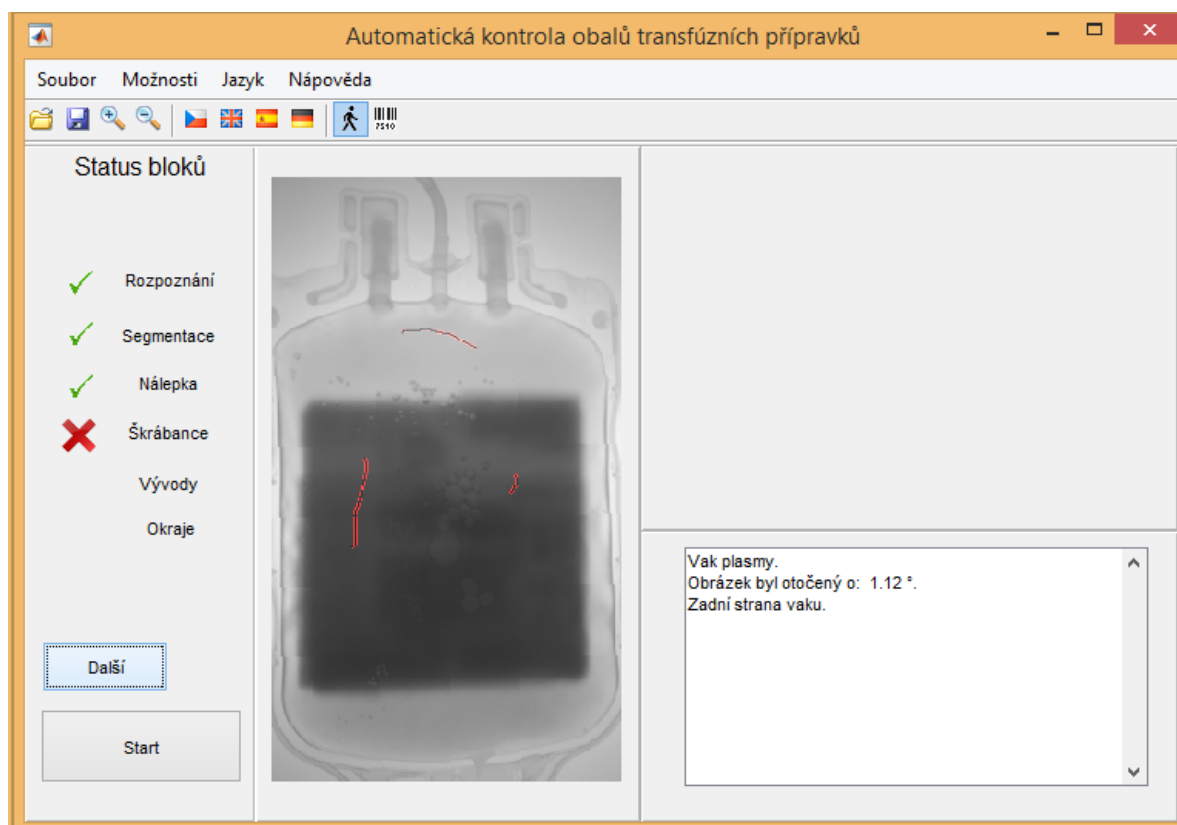 Automatická kontrola obalů transfúzních přípravků
Soubor Možnosti Jazyk Nápověda
7510
Status bloků
Rozpoznání
Segmentace
Nálepka
Škrábance
Vývody
Okraje
Další
Start
Vak plasmy.
Obrázek byl otočený o: 1.12 °.
Zadní strana vaku.